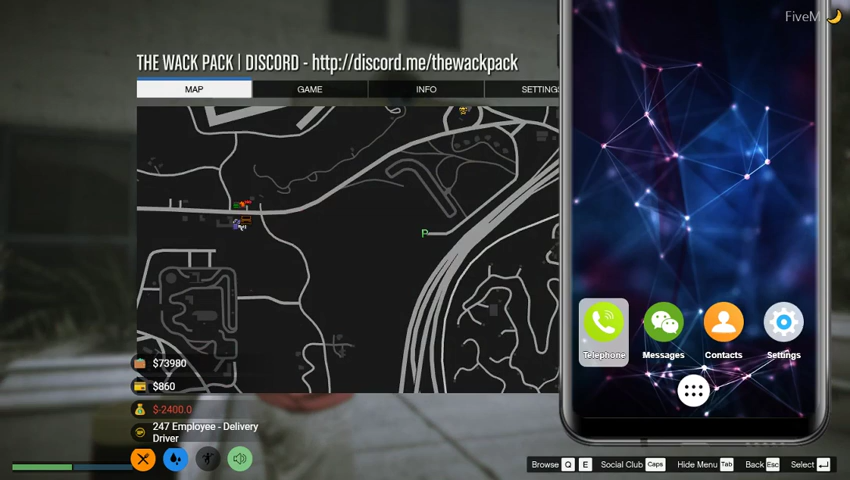 FiveM
THE WACK PACK | DISCORD - http://discord.me/thewackpack
MAP GAME INFO SETTINGS
P
Telephone Messages Contacts Settings
$73980
$860
$-2400.0
247 Employee - Delivery
Driver
Browse Q E Social Club Caps Hide Menu Tab Back Esc Select